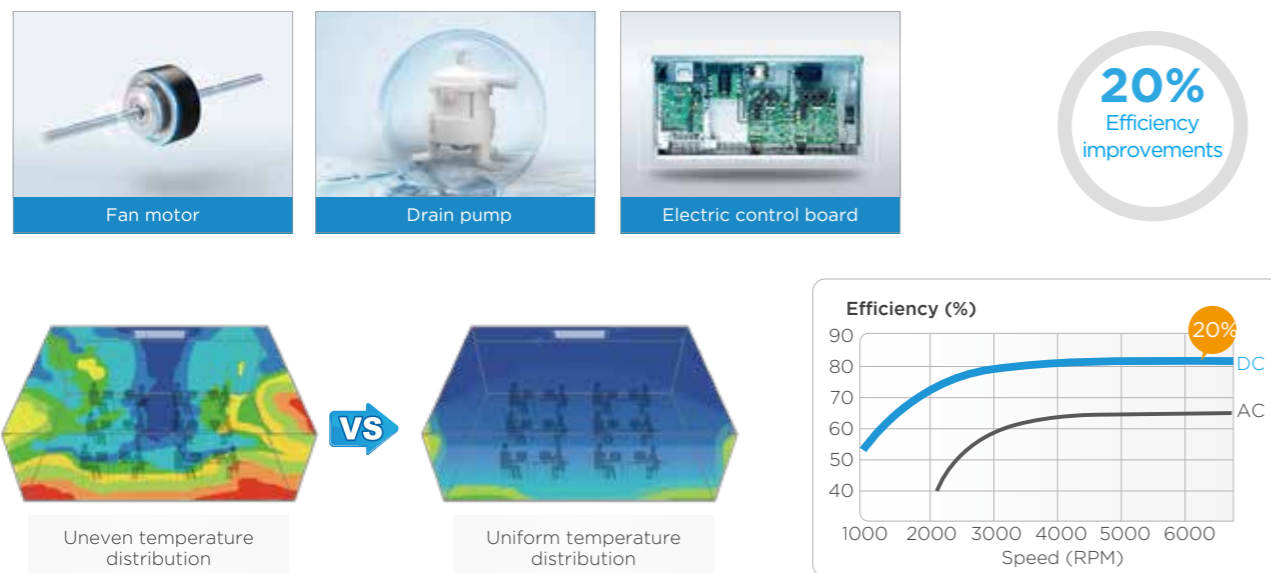 Fan motor
Drain pump
Electric control board
20%
Efficiency
improvements
Uneven temperature
distribution
VS
Uniform temperature
distribution
Efficiency (%)
90
80
70
60
50
40
20%
DC
AC
1000 2000 3000 4000 5000 6000
Speed (RPM)